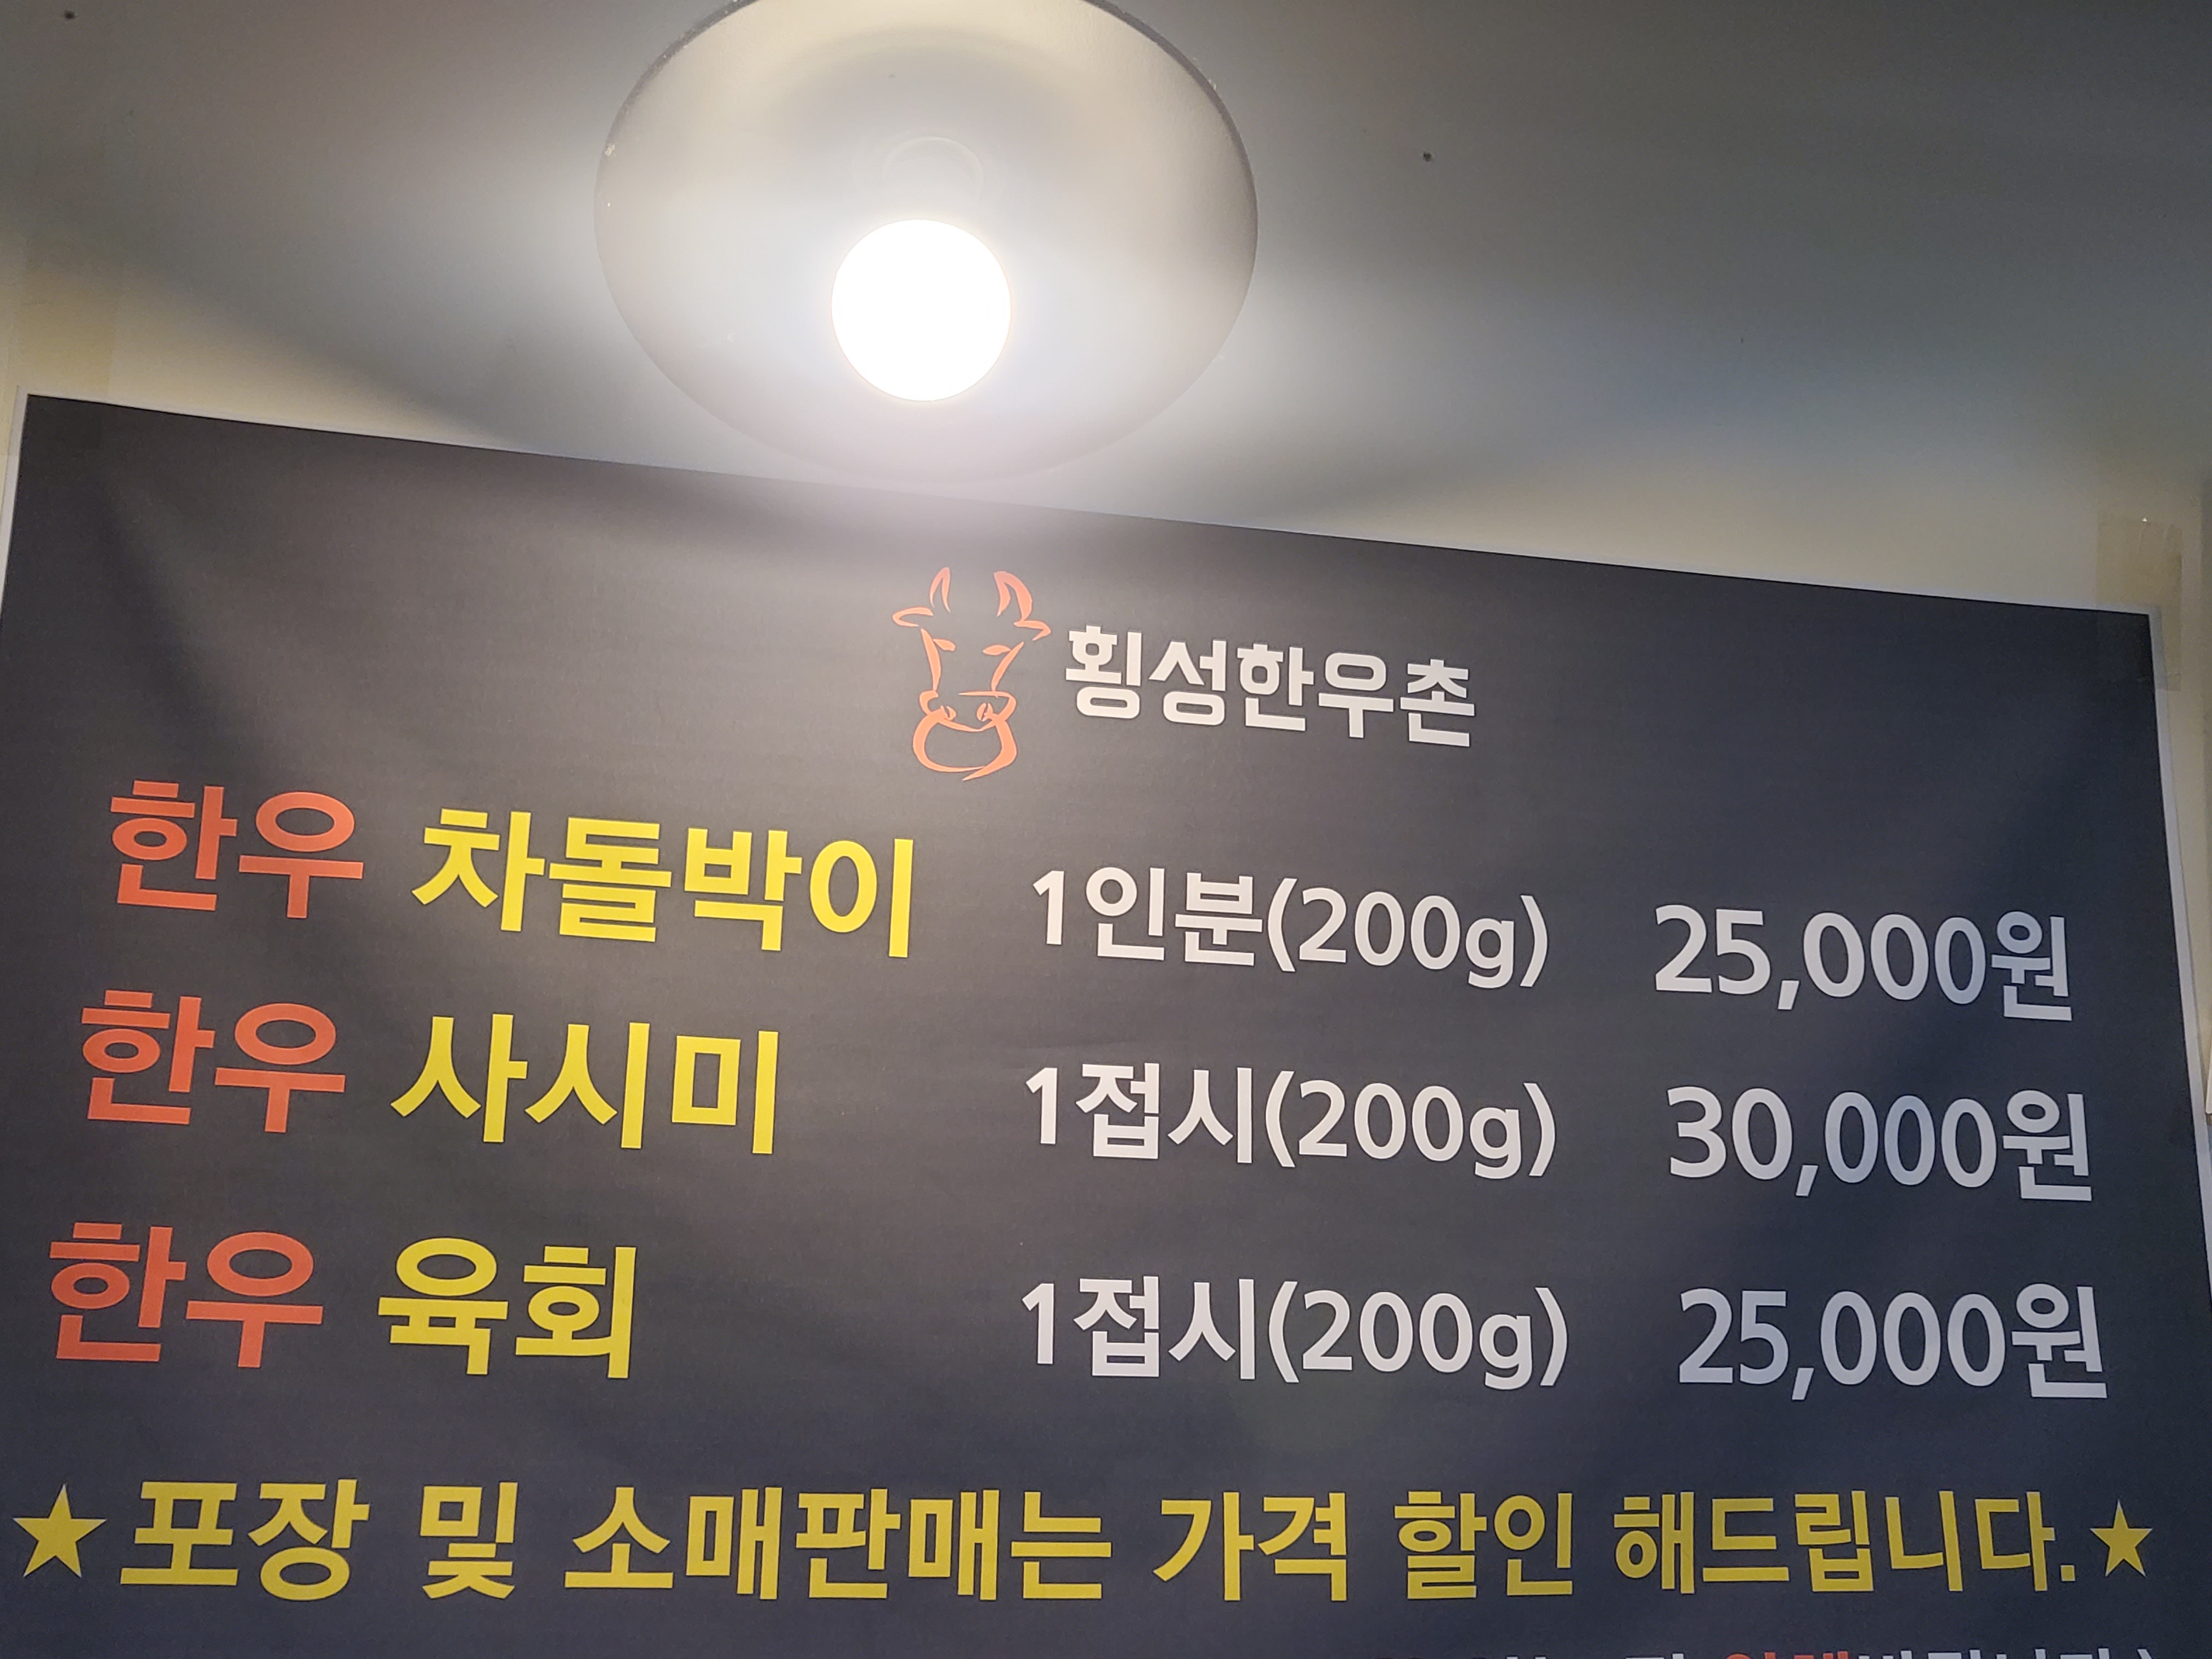 횡성한우촌
한우 차돌박이 1인분(200g) 25,000원
한우 사시미 1접시(200g) 30,000원
한우 육회 1접시(200g) 25,000원
★포장 및 소매판매는 가격 할인 해드립니다.★